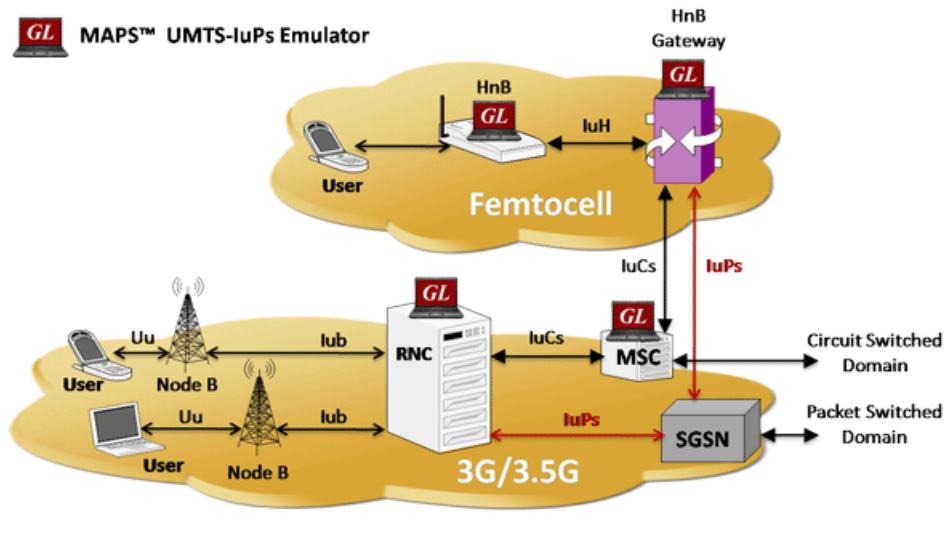 GL
MAPS™ UMTS-IuPs Emulator
HnB
Gateway
GL
HnB
GL
IuH
User
Femtocell
IuCs
IuPs
GL
GL
Uu
Iub
RNC
IuCs
MSC
Circuit Switched
Domain
User
Node B
Uu
Iub
IuPs
SGSN
Packet Switched
Domain
User
Node B
3G/3.5G